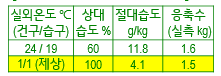 실외온도 ℃ (건구/습구) 상대 습도 % 절대습도 g/kg 응축수 (실측 kg)
24 / 19 60 11.8 1.6
1/1 (제상) 100 4.1 1.5